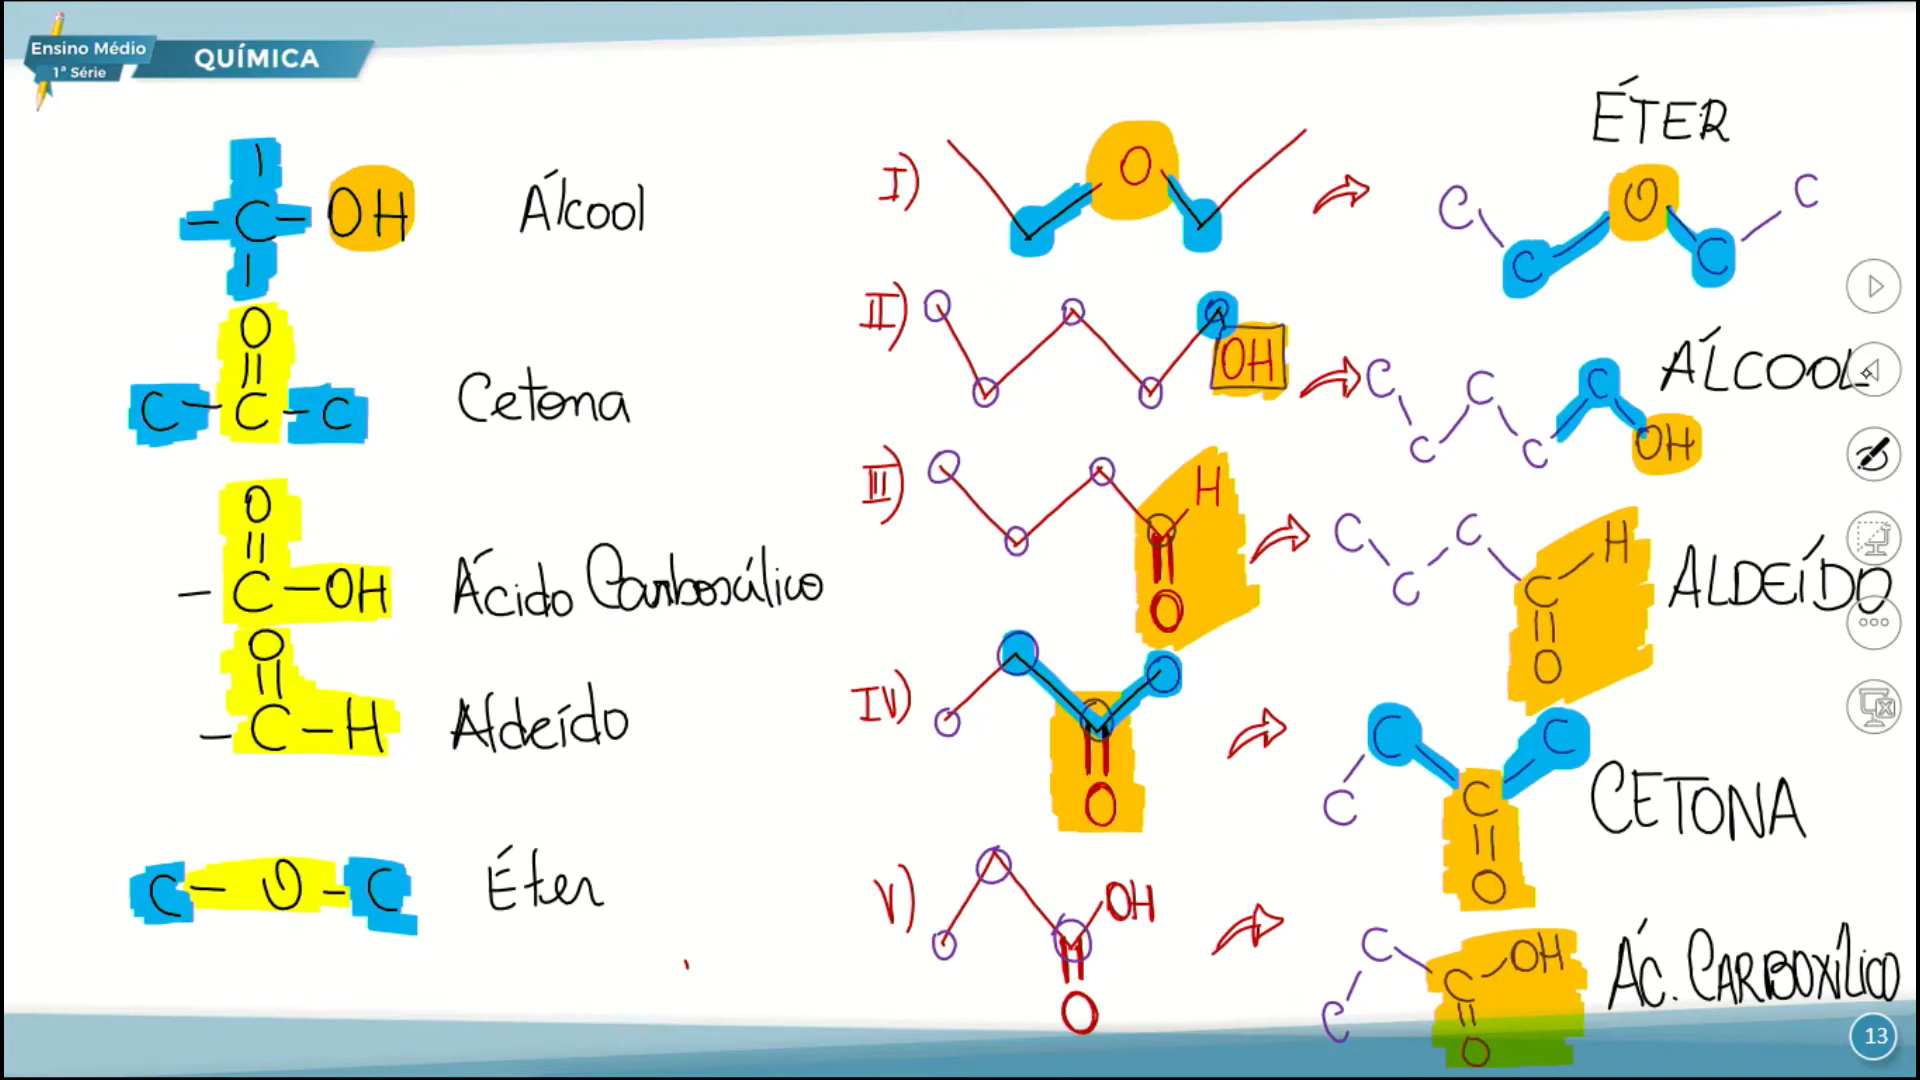 Ensino Médio
1ª Série
QUÍMICA
C OH Álcool
O
C C C Cetona
O
C OH Ácido Carboxílico
O
C H Aldeído
C O C Éter
I) O
ÉTER
C C O C C
II) OH
ÁLCOOL
C C C C C OH
III) H
O
ALDEÍDO
C C C C H
O
IV) O
CETONA
C C C C
O
V) OH
O
ÁC. CARBOXÍLICO
C C C OH
O
13